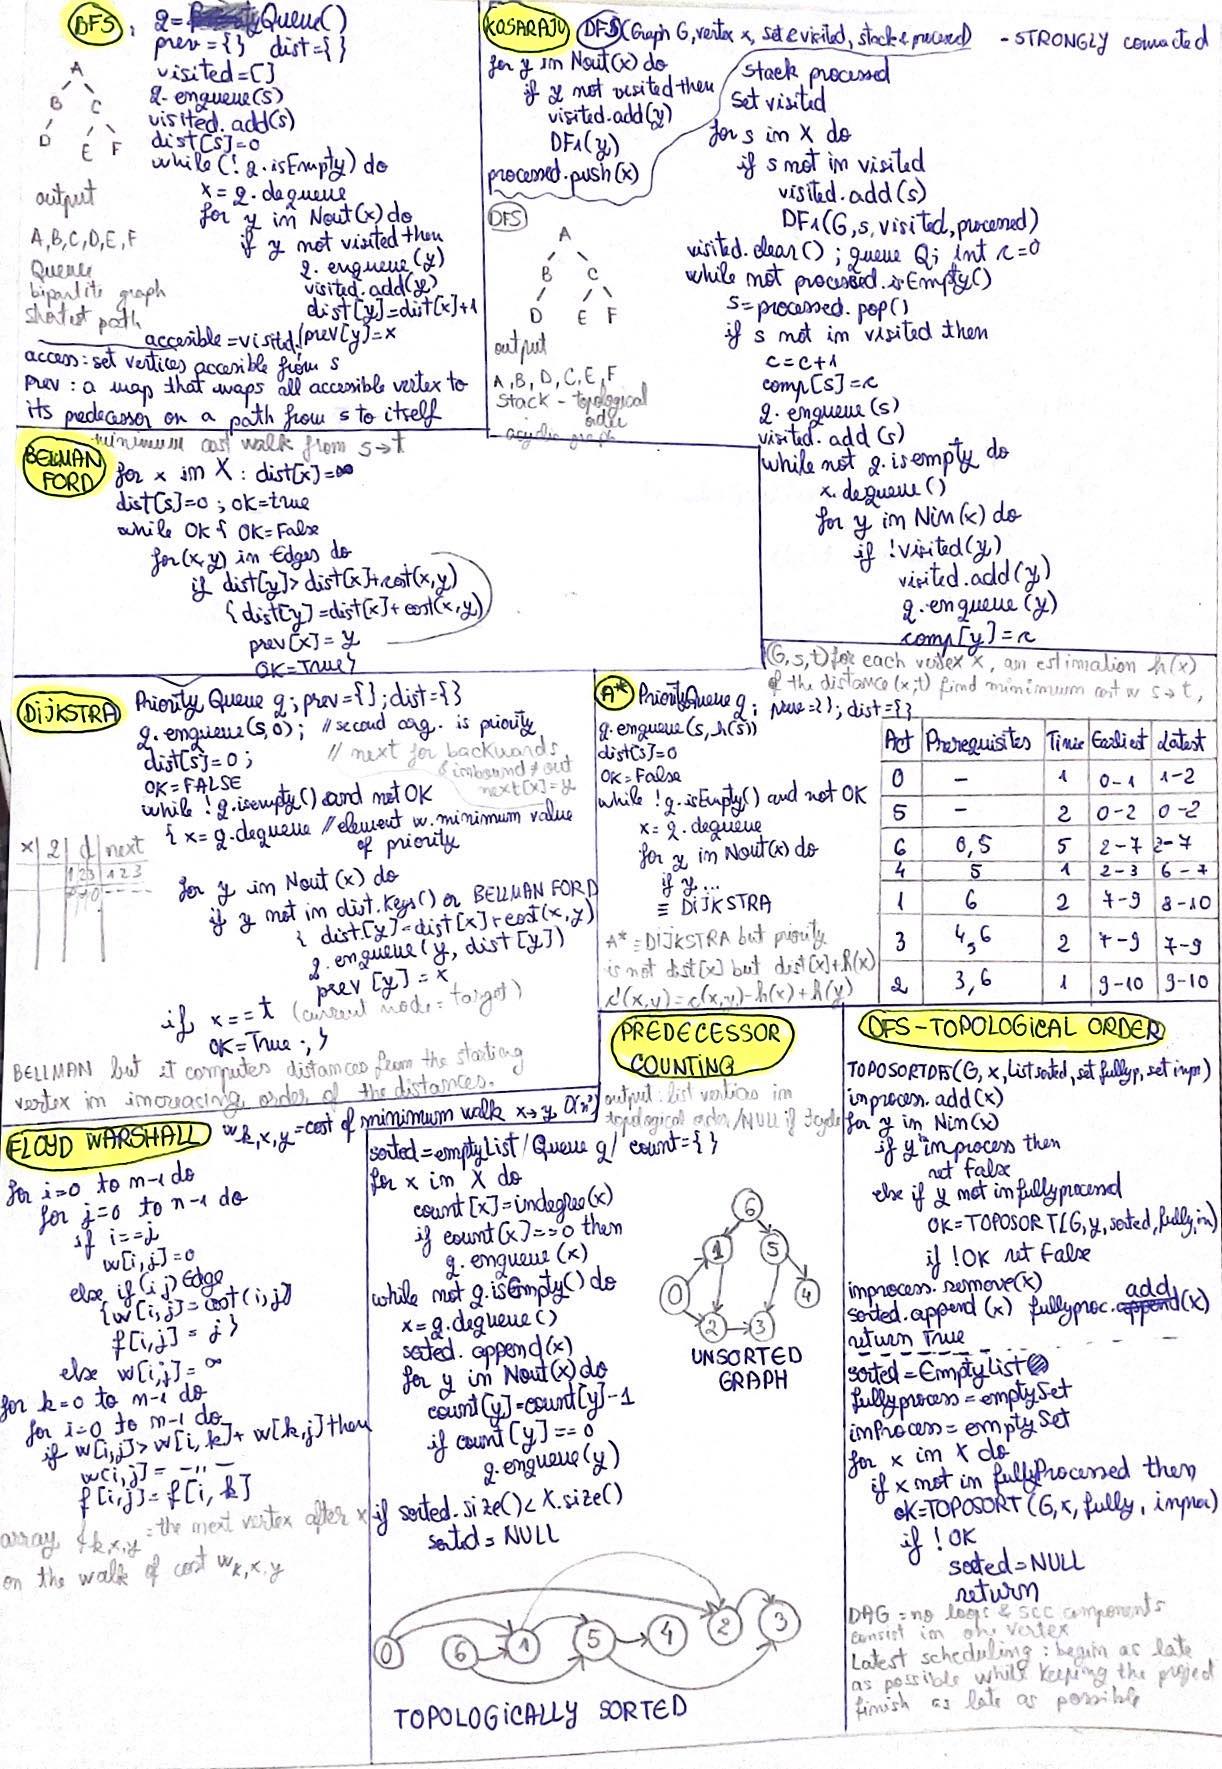 BFS:
q = Queue()
prev = { } dist = { }
visited = []
q. enqueue(s)
visited. add(s)
dist[s]=0
while (! q. isEmpty) do
x = q. dequeue
for y in Nout(x) do
if y not visited then
q. enqueue(y)
visited. add(y)
dist[y]=dist[x]+1
prev[y]=x
accesible = visited
A
B C
D E F
output
A, B, C, D, E, F
Queue
bipartite graph
shortest path
access: set vertices accesible from s
prev: a map that maps all accessible vertex to
its predecessor on a path from s to itself
KOSARAJU
DFS(Graph G, vertex x, set & visited, stack & processed) - STRONGLY connected
for y in Nout(x) do
if y not visited then
visited.add(y)
DF1(y)
processed.push(x)
stack processed
set visited
for s in X do
if s not in visited
visited.add(s)
DF1(G, s, visited, processed)
visited.clear() ; queue Q; int c=0
while not processed.isEmpty()
s=processed.pop()
if s not in visited then
c=c+1
comp[s]=c
q. enqueue(s)
visited. add(s)
while not q.isempty do
x. dequeue()
for y in Nin(x) do
if !visited(y)
visited.add(y)
q. enqueue(y)
comp[y]=c
DFS
A
B C
D E F
output
A, B, D, C, E, F
Stack - topological
order
acyclic graph
BELLMAN
FORD
minimum cost walk from s→t
for x in X : dist[x]=∞
dist[s]=0 ; OK=true
while OK { OK=False
for(x,y) in Edges do
if dist[y]>dist[x]+cost(x,y)
{ dist[y]=dist[x]+cost(x,y)
prev[x]=y
OK=True}
DIJKSTRA
Priority Queue q; prev={}; dist={}
q. enqueue(s,0); // second arg. is priority
dist[s]=0 ;
// next for backwards
inbound ≠ out
next[x]=y
OK=FALSE
while ! q.isempty() and not OK
{ x=q.dequeue // element w. minimum value
of priority
x | 2 | d | next
123 | 123
for y in Nout(x) do
if y not in dist.keys() or BELLMAN FORD
{ dist[y]=dist[x]+cost(x,y)
q. enqueue(y, dist[y])
prev[y]=x
if x==t (current node = target)
OK=True ; }
BELLMAN but it computes distances from the starting
vertex in increasing order of the distances.
(G,s,t) for each vertex x, an estimation h(x)
of the distance (x,t) find minimum cost w s→t,
A*
PriorityQueue q; prev={}; dist={}
q.enqueue(s,h(s))
dist[s]=0
OK=False
while !q.isEmpty() and not OK
x= q. dequeue
for y in Nout(x) do
if y ...
≡ DIJKSTRA
A* = DIJKSTRA but priority
is not dist[x] but dist[x]+h(x)
c'(x,y)=c(x,y)-h(x)+h(y)
Act Prerequisites Time Earliest Latest
0 - 1 0-1 1-2
5 - 2 0-2 0-2
6 0,5 5 2-7 2-7
4 5 1 2-3 6-7
1 6 2 7-9 8-10
3 4,6 2 7-9 7-9
2 3,6 1 9-10 9-10
FLOYD WARSHALL
w k,x,y = cost of minimum walk x→y O(n³)
for i=0 to n-1 do
for j=0 to n-1 do
if i==j
w[i,j]=0
else if(i,j) Edge
{w[i,j]=cost(i,j)
f[i,j]=j}
else w[i,j]=∞
for k=0 to n-1 do
for i=0 to n-1 do
if w[i,j]>w[i,k]+w[k,j] then
w[i,j]= -,,-
f[i,j]=f[i,k]
array f k,x,y = the next vertex after x
on the walk of cost w k,x,y
PREDECESSOR
COUNTING
output: list vertices in
topological order/NULL if ∃ cycle
sorted=emptyList/Queue q/ count={ }
for x in X do
count[x]=indegree(x)
if count(x)==0 then
q. enqueue(x)
while not q.isEmpty() do
x=q.dequeue()
sorted. append(x)
for y in Nout(x) do
count(y)=count[y]-1
if count[y]==0
q.enqueue(y)
if sorted.size()<X.size()
sorted=NULL
6
1 5
0 4
2 3
UNSORTED
GRAPH
0 6 1 5 4 2 3
TOPOLOGICALLY SORTED
DFS-TOPOLOGICAL ORDER
TOPOSORTDFS(G, x, List sorted, set fullyp, set inpr)
inprocess. add(x)
for y in Nin(x)
if y in process then
ret False
else if y not in fullyprocessed
OK=TOPOSORT[G,y,sorted,fully,in)
if !OK ret False
inprocess. remove(x)
sorted.append(x) fullyproc. append add(x)
return True
sorted=EmptyList
fullyprocess=emptySet
inProcess=emptySet
for x in X do
if x not in fullyProcessed then
OK=TOPOSORT(G,x, fully, inproc)
if !OK
sorted=NULL
return
DAG = no loops & SCC components
consist in one vertex
Latest scheduling : begin as late
as possible while keeping the project
finish as late as possible